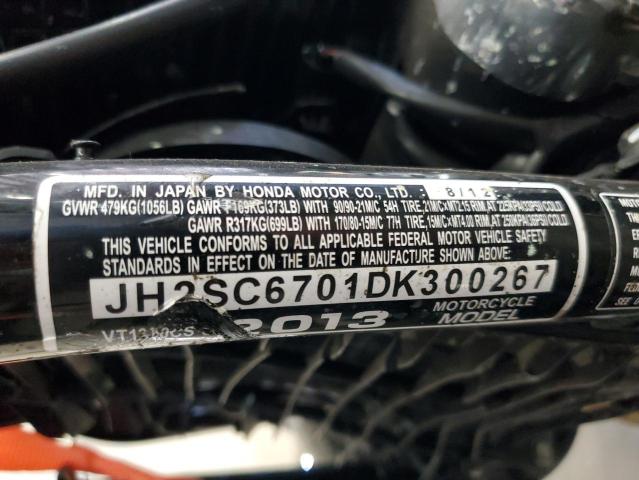 MFD. IN JAPAN BY HONDA MOTOR CO., LTD. 8/12
GVWR 479KG(1056LB) GAWR F 169KG(373LB) WITH 90/90-21M/C 54H TIRE, 21M/C×MT2.15 RIM, AT 225KPA(33PSI)COLD
GAWR R317KG(699LB) WITH 170/80-15M/C 77H TIRE, 15M/C×MT4.00 RIM, AT 250KPA(36PSI)COLD
THIS VEHICLE CONFORMS TO ALL APPLICABLE FEDERAL MOTOR VEHICLE SAFETY
STANDARDS IN EFFECT ON THE DATE OF MANUFACTURE SHOWN ABOVE:
JH2SC6701DK300267
2013 MOTORCYCLE
MODEL